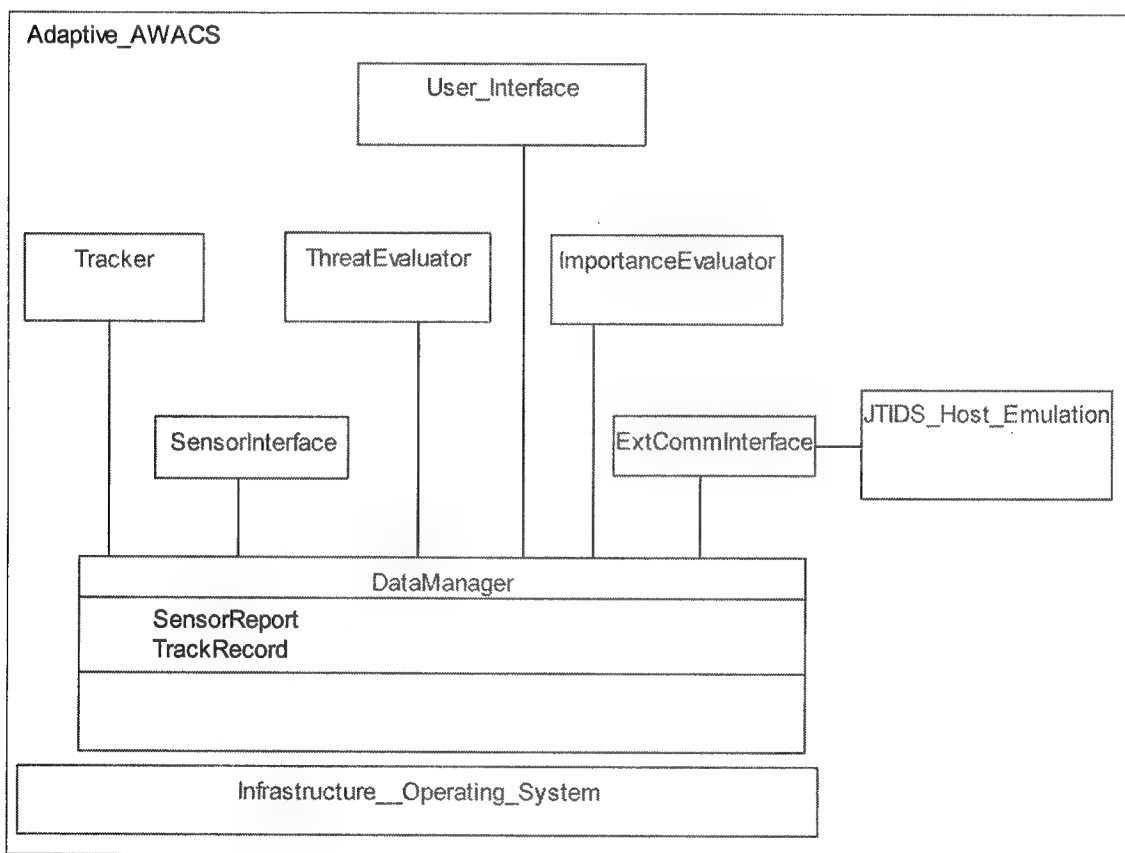 Adaptive_AWACS
User_Interface
Tracker
ThreatEvaluator
ImportanceEvaluator
SensorInterface
ExtCommInterface
JTIDS_Host_Emulation
DataManager
SensorReport
TrackRecord
Infrastructure__Operating_System